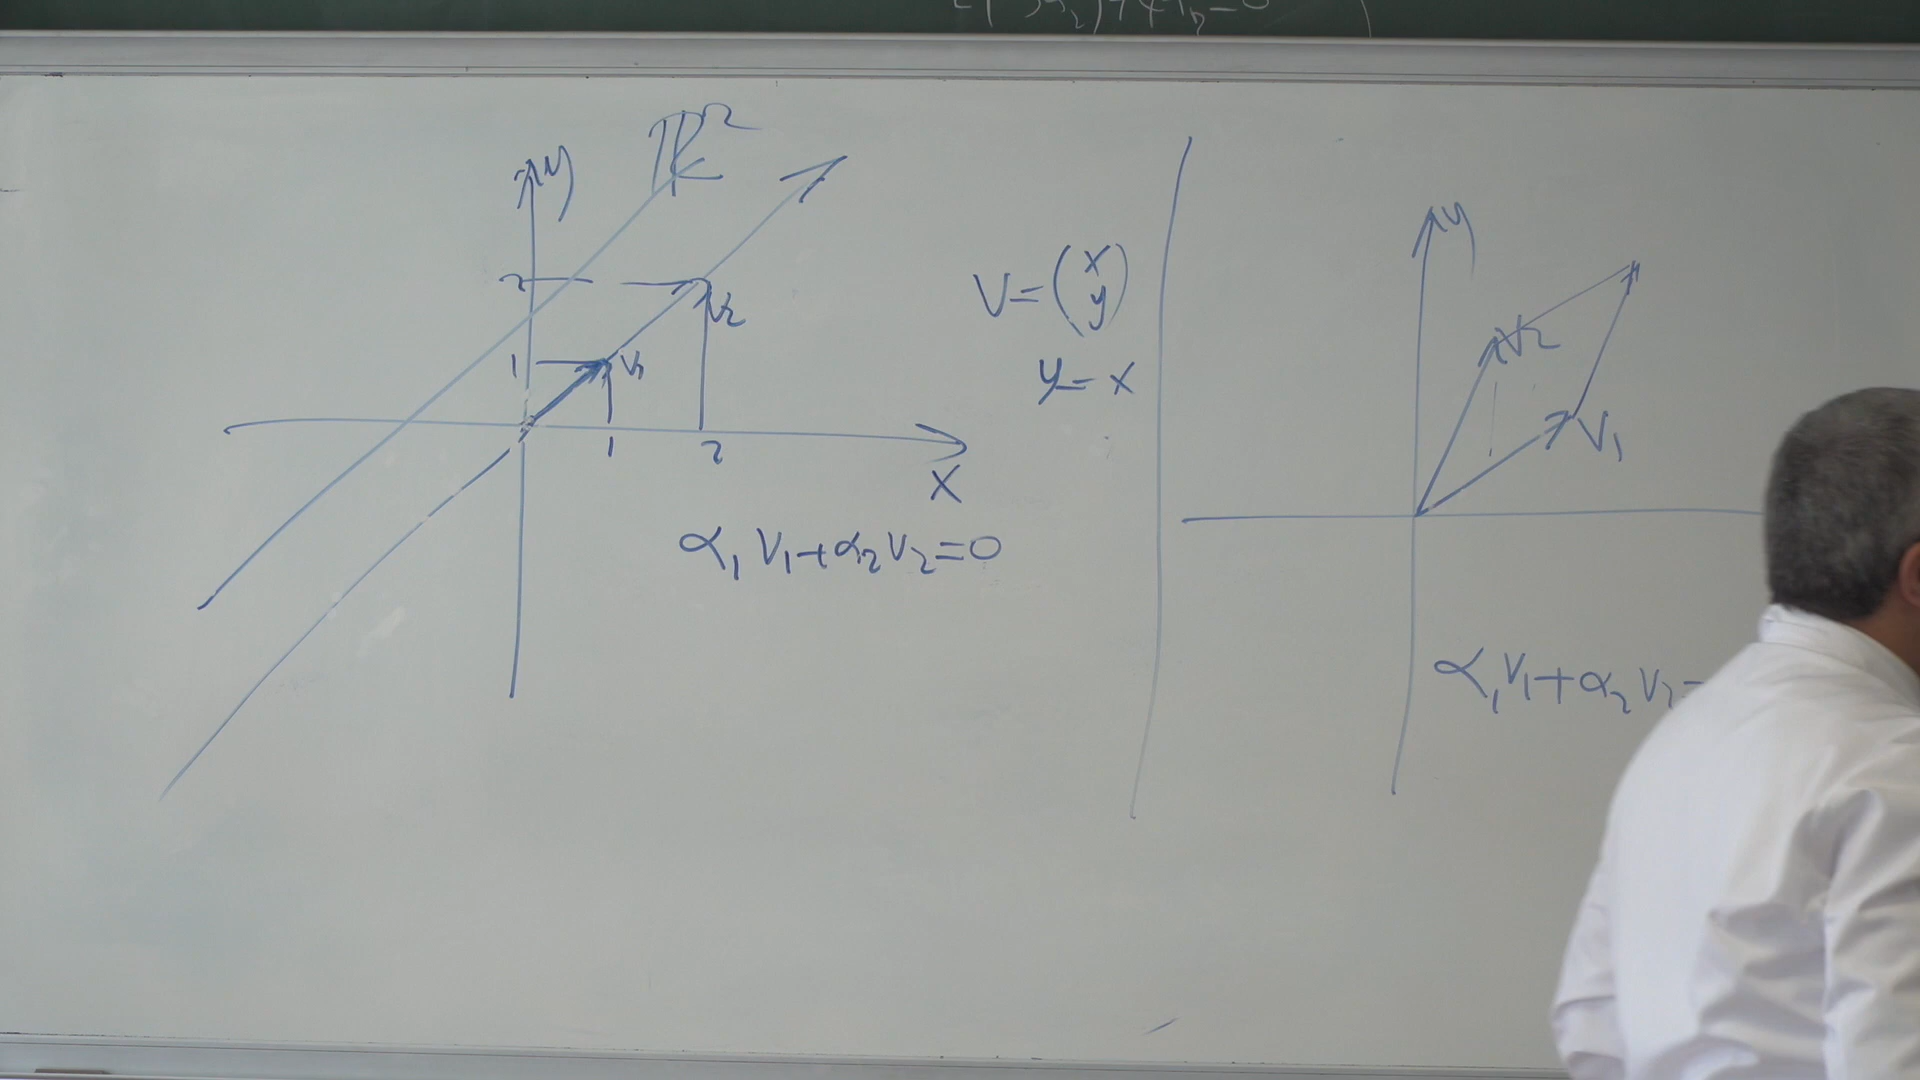 ℝ²
y
2
V₂
1
V₁
1
2
X
α₁ V₁ + α₂ V₂ = 0
V = (x
y)
y = x
y
V₂
V₁
α₁ V₁ + α₂ V₂ =